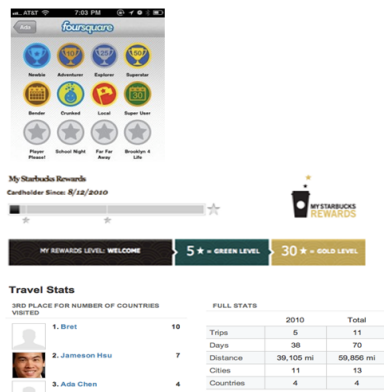 AT&T 7:03 PM
Ads foursquare
Newbie Adventurer Explorer Superstar
Bender Crunked Local Super User
Player Please! School Night Far Far Away Brooklyn 4 Life
My Starbucks Rewards
Cardholder Since: 8/12/2010
MY STARBUCKS
REWARDS
MY REWARDS LEVEL: WELCOME 5★ = GREEN LEVEL 30★ = GOLD LEVEL
Travel Stats
3RD PLACE FOR NUMBER OF COUNTRIES
VISITED
1. Bret 10
2. Jameson Hsu 7
3. Ada Chen 4
FULL STATS
2010 Total
Trips 5 11
Days 38 70
Distance 39,105 mi 59,856 mi
Cities 11 13
Countries 4 4